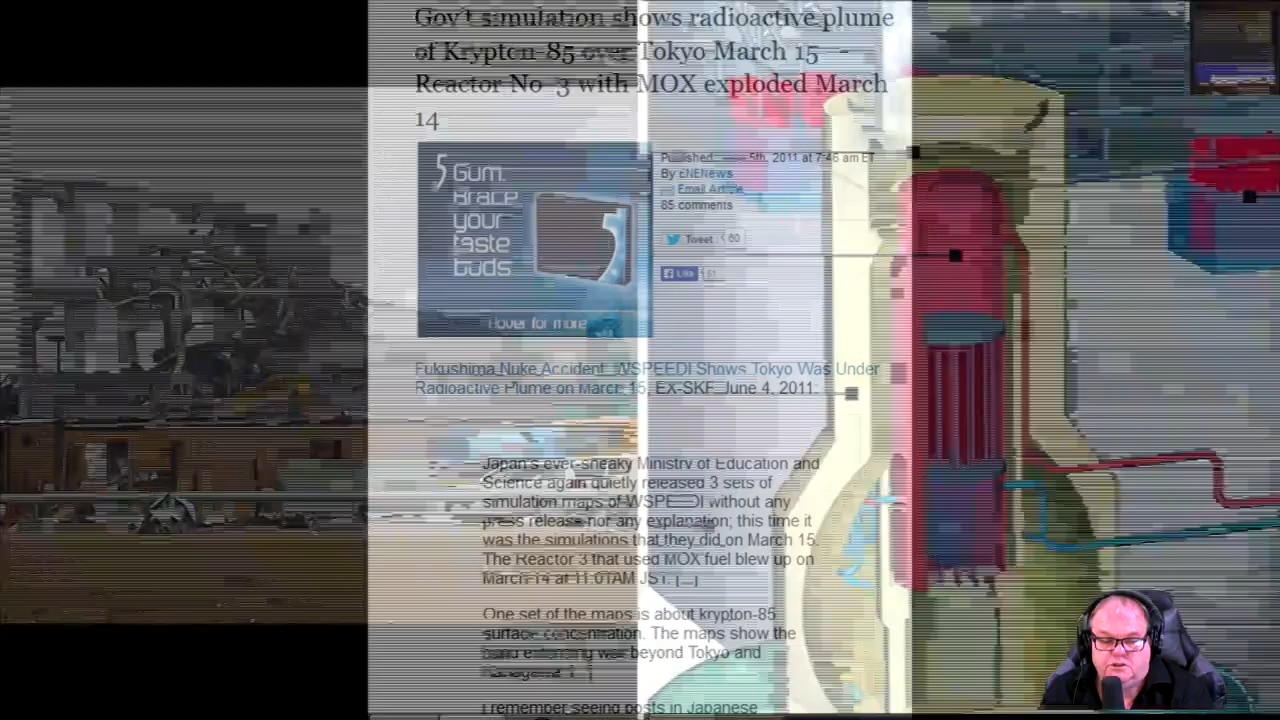 Gov't simulation shows radioactive plume
of Krypton-85 over Tokyo March 15 -
Reactor No. 3 with MOX exploded March
14
5 Gum.
Brace
your
taste
buds
5
Hover for more
Published: 5th, 2011 at 7:46 am ET
By ENENews
Email Article
85 comments
Tweet 60
Like 61
Fukushima Nuke Accident: WSPEEDI Shows Tokyo Was Under
Radioactive Plume on March 15, EX-SKF, June 4, 2011:
Japan's ever-sneaky Ministry of Education and
Science again quietly released 3 sets of
simulation maps of WSPEEDI without any
press release nor any explanation; this time it
was the simulations that they did on March 15.
The Reactor 3 that used MOX fuel blew up on
March 14 at 11:01AM JST. [...]
One set of the maps is about krypton-85
surface concentration. The maps show the
extending way beyond Tokyo and
I remember seeing posts in Japanese